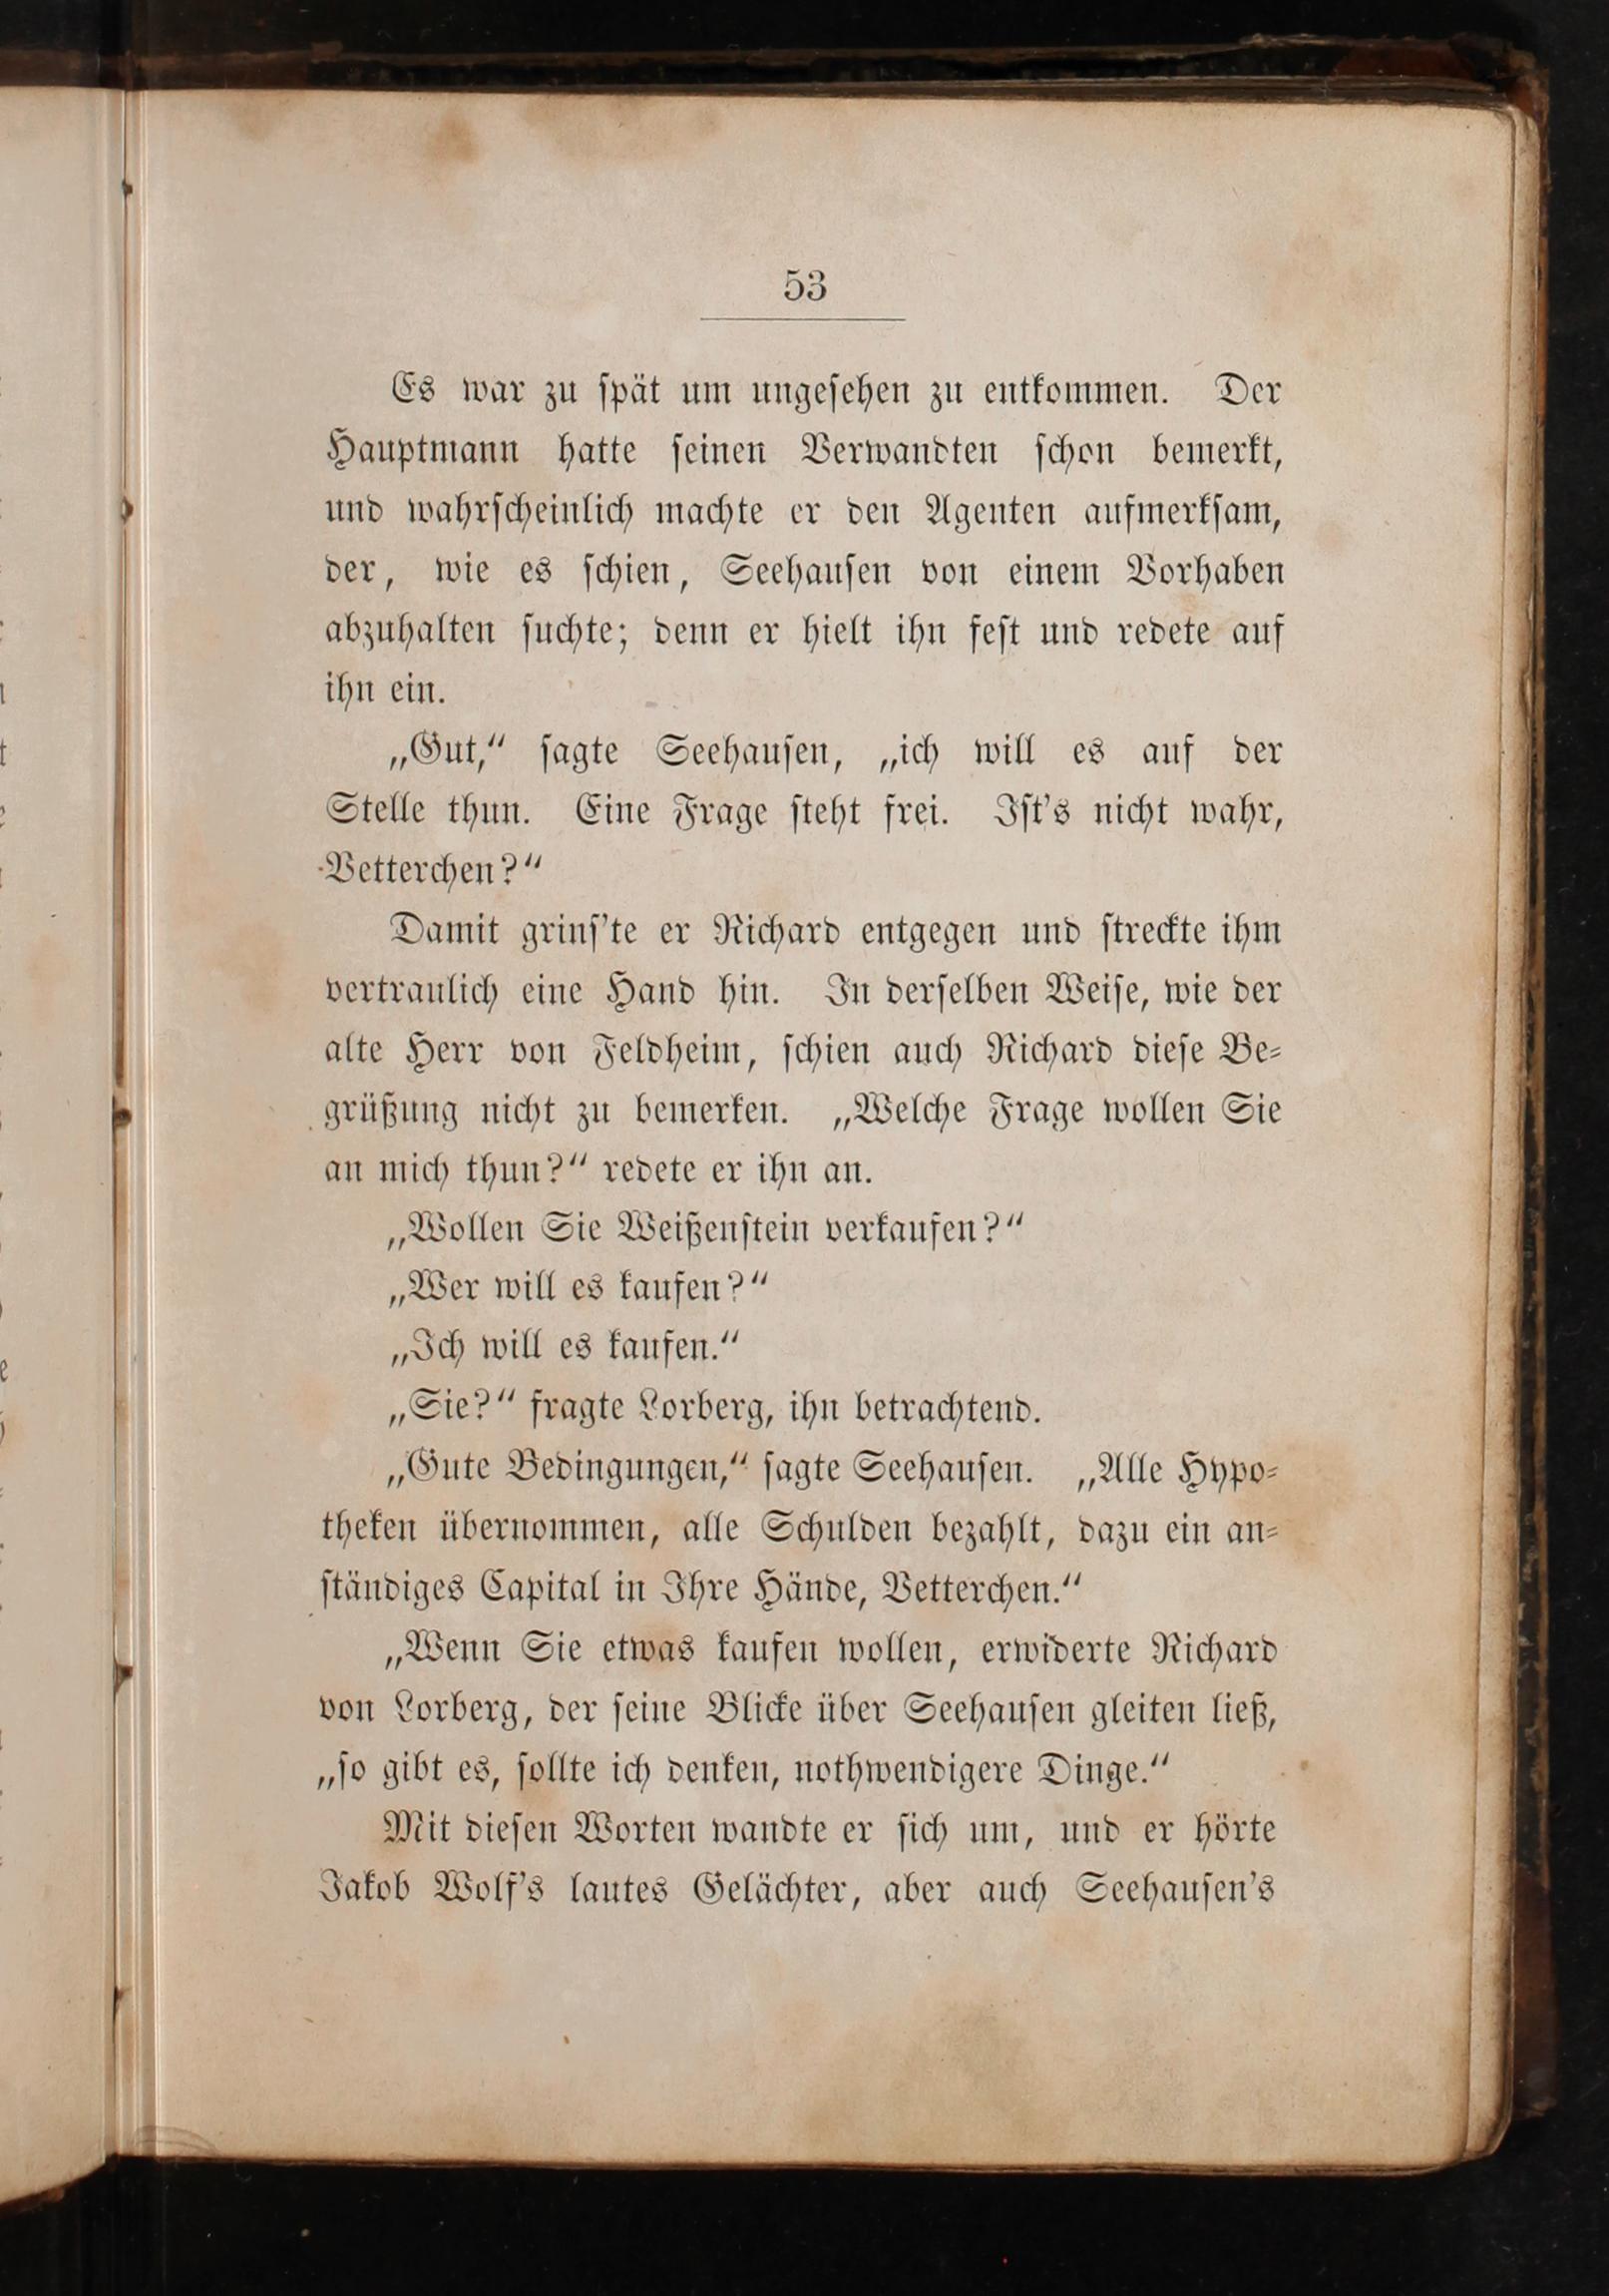 53
Es war zu spät um ungesehen zu entkommen. Der
Hauptmann hatte seinen Verwandten schon bemerkt,
und wahrscheinlich machte er den Agenten aufmerksam,
der, wie es schien, Seehausen von einem Vorhaben
abzuhalten suchte; denn er hielt ihn fest und redete auf
ihn ein.
„Gut,“ sagte Seehausen, „ich will es auf der
Stelle thun. Eine Frage steht frei. Ist's nicht wahr,
Vetterchen?“
Damit grins'te er Richard entgegen und streckte ihm
vertraulich eine Hand hin. In derselben Weise, wie der
alte Herr von Feldheim, schien auch Richard diese Be-
grüßung nicht zu bemerken. „Welche Frage wollen Sie
an mich thun?“ redete er ihn an.
„Wollen Sie Weißenstein verkaufen?“
„Wer will es kaufen?“
„Ich will es kaufen.“
„Sie?“ fragte Lorberg, ihn betrachtend.
„Gute Bedingungen,“ sagte Seehausen. „Alle Hypo-
theken übernommen, alle Schulden bezahlt, dazu ein an-
ständiges Capital in Ihre Hände, Vetterchen.“
„Wenn Sie etwas kaufen wollen, erwiderte Richard
von Lorberg, der seine Blicke über Seehausen gleiten ließ,
„so gibt es, sollte ich denken, nothwendigere Dinge.“
Mit diesen Worten wandte er sich um, und er hörte
Jakob Wolf's lautes Gelächter, aber auch Seehausen's